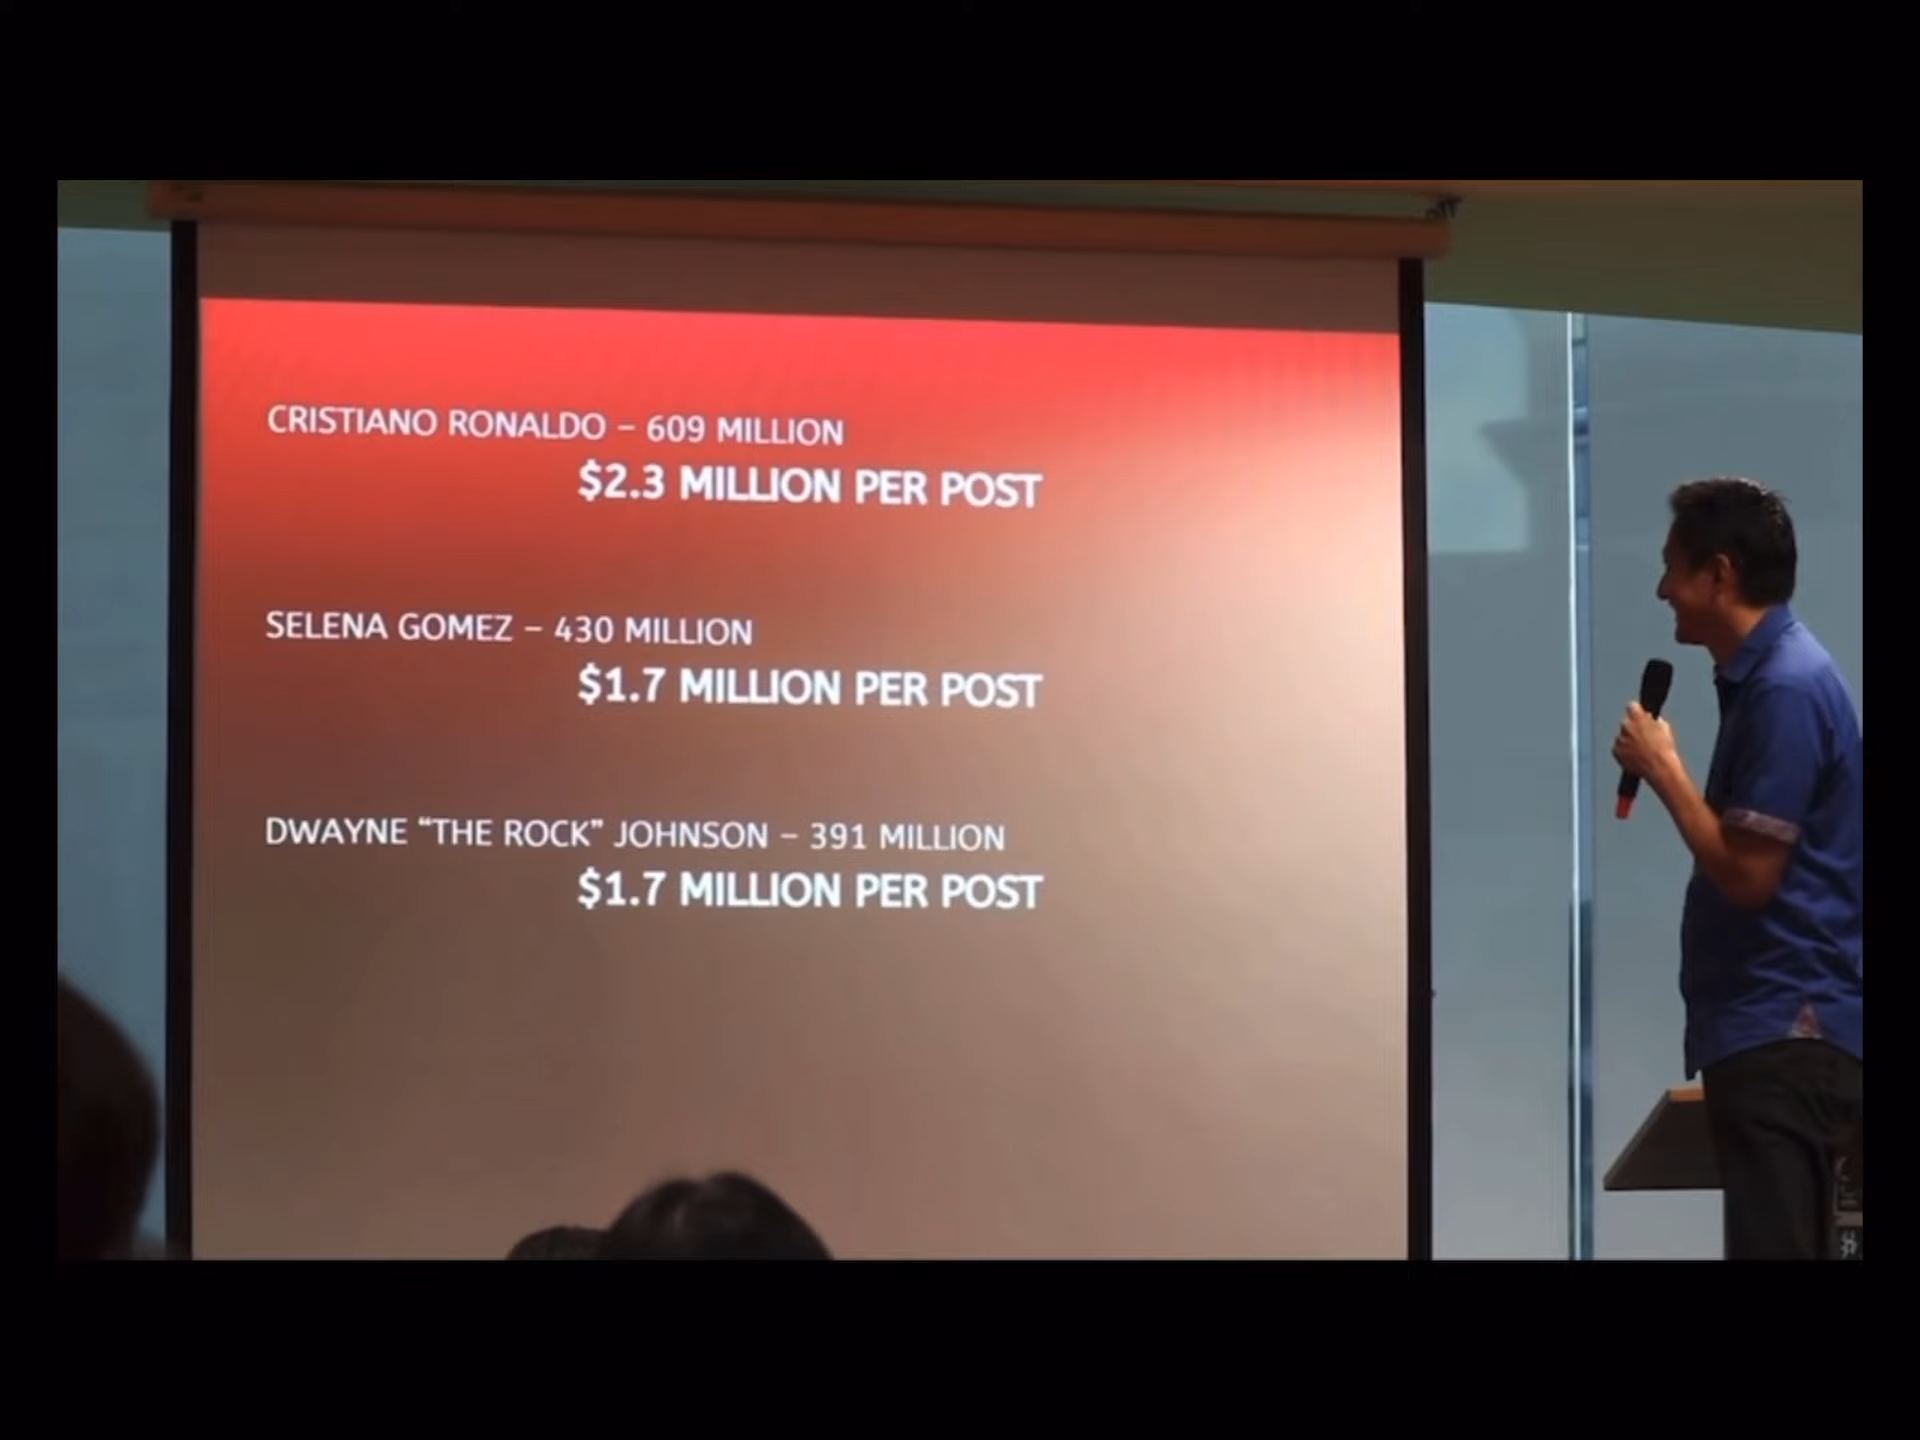 CRISTIANO RONALDO – 609 MILLION
$2.3 MILLION PER POST
SELENA GOMEZ – 430 MILLION
$1.7 MILLION PER POST
DWAYNE “THE ROCK” JOHNSON – 391 MILLION
$1.7 MILLION PER POST